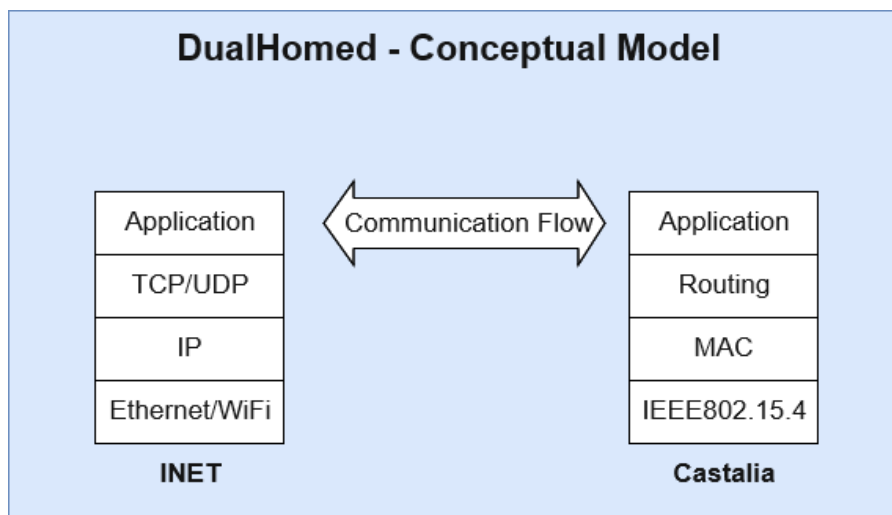 DualHomed - Conceptual Model
Application
Communication Flow
Application
TCP/UDP
Routing
IP
MAC
Ethernet/WiFi
IEEE802.15.4
INET
Castalia